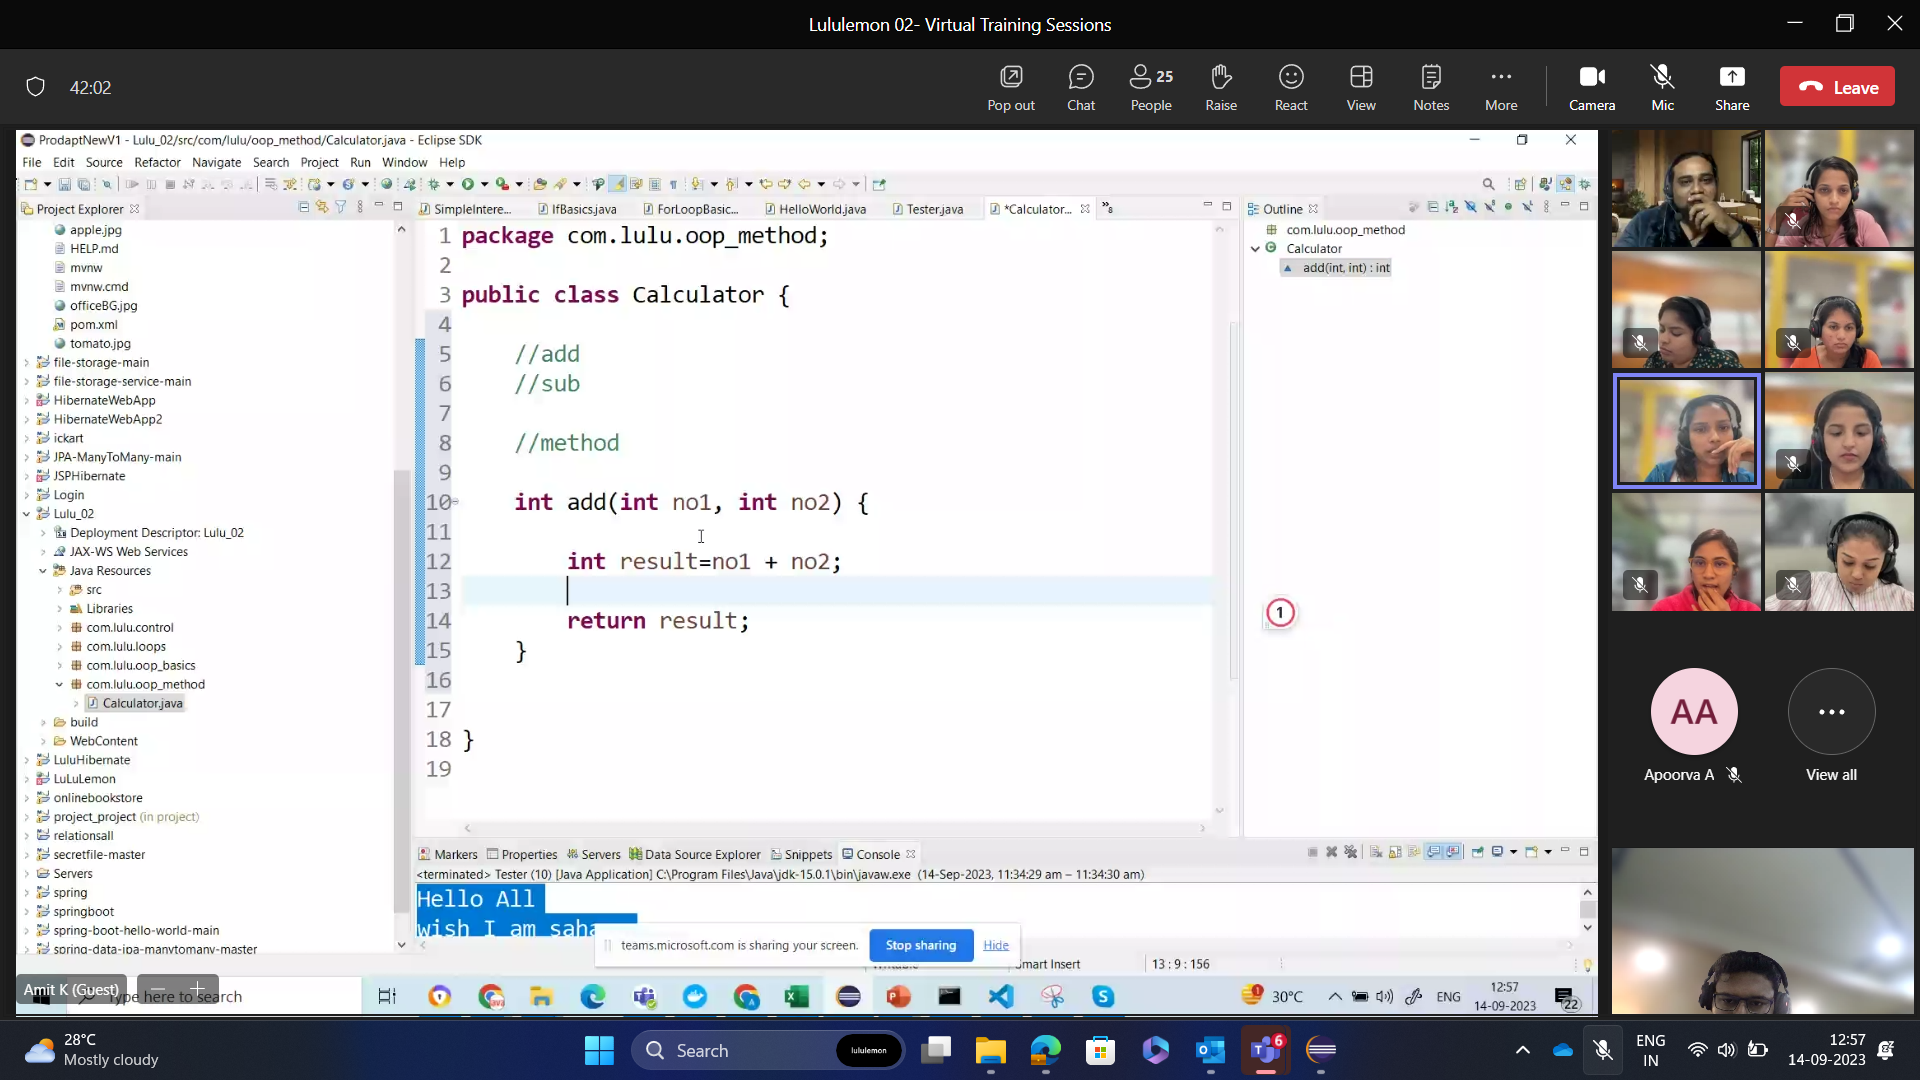 Lululemon 02- Virtual Training Sessions
42:02
Pop out
Chat
25
People
Raise
React
View
Notes
More
Camera
Mic
Share
Leave
ProdaptNewV1 - Lulu_02/src/com/lulu/oop_method/Calculator.java - Eclipse SDK
File Edit Source Refactor Navigate Search Project Run Window Help
Project Explorer
apple.jpg
HELP.md
mvnw
mvnw.cmd
officeBG.jpg
pom.xml
tomato.jpg
file-storage-main
file-storage-service-main
HibernateWebApp
HibernateWebApp2
ickart
JPA-ManyToMany-main
JSPHibernate
Login
Lulu_02
Deployment Descriptor: Lulu_02
JAX-WS Web Services
Java Resources
src
Libraries
com.lulu.control
com.lulu.loops
com.lulu.oop_basics
com.lulu.oop_method
Calculator.java
build
WebContent
LuluHibernate
LuLuLemon
onlinebookstore
project_project (in project)
relationsall
secretfile-master
Servers
spring
springboot
spring-boot-hello-world-main
spring-data-jpa-manytomany-master
SimpleIntere...
IfBasics.java
ForLoopBasic...
HelloWorld.java
Tester.java
*Calculator...
»8
1 package com.lulu.oop_method;
2
3 public class Calculator {
4
5 //add
6 //sub
7
8 //method
9
10 int add(int no1, int no2) {
11
12 int result=no1 + no2;
13
14 return result;
15 }
16
17
18 }
19
Outline
com.lulu.oop_method
Calculator
add(int, int) : int
1
Markers Properties Servers Data Source Explorer Snippets Console
<terminated> Tester (10) [Java Application] C:\Program Files\Java\jdk-15.0.1\bin\javaw.exe (14-Sep-2023, 11:34:29 am – 11:34:30 am)
Hello All
wish I am saha
teams.microsoft.com is sharing your screen.
Stop sharing
Hide
Smart Insert
13 : 9 : 156
Amit K (Guest)
Type here to search
30°C
ENG
12:57
14-09-2023
22
AA
Apoorva A
View all
28°C
Mostly cloudy
Search
lululemon
6
ENG
IN
12:57
14-09-2023